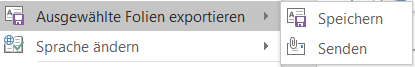 Ausgewählte Folien exportieren
Speichern
Sprache ändern
Senden